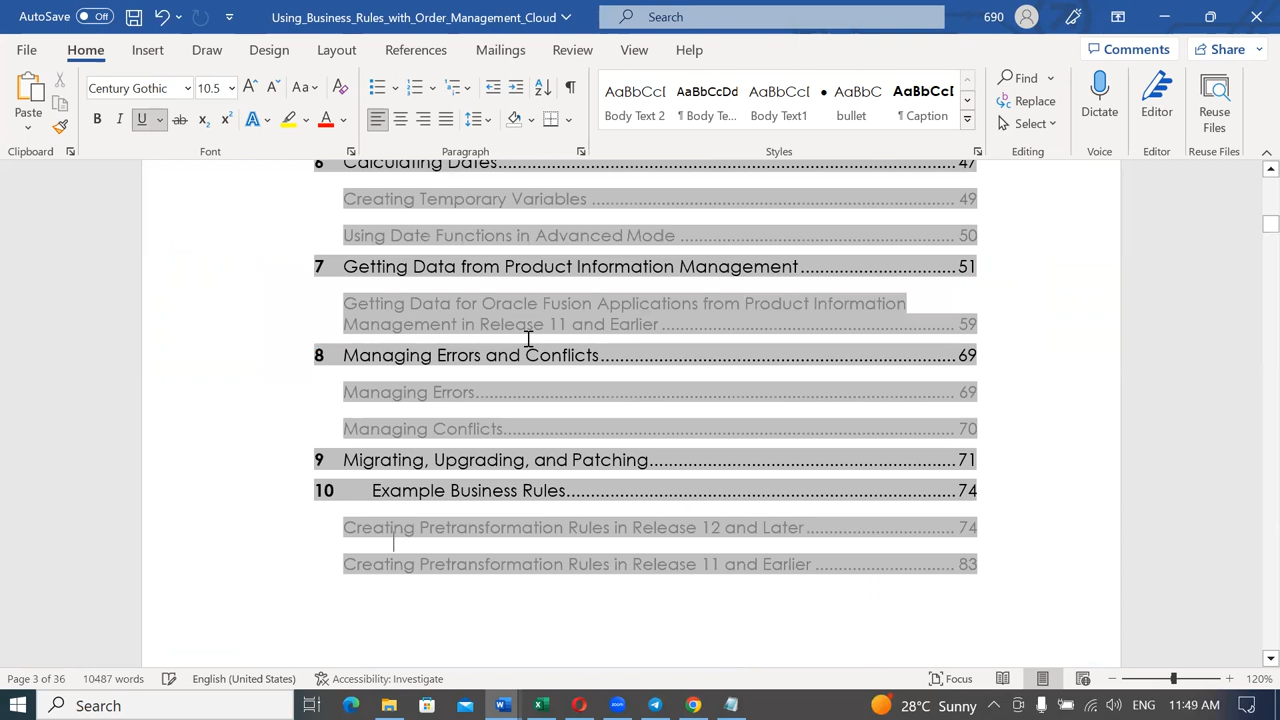 AutoSave Off Using_Business_Rules_with_Order_Management_Cloud Search 690
File Home Insert Draw Design Layout References Mailings Review View Help Comments Share
Paste Century Gothic 10.5 AaBbCcI AaBbCcDd AaBbCcI AaBbC AaBbCcI Find Replace Select Dictate Editor Reuse Files
Body Text 2 ¶ Body Te... Body Text1 bullet ¶ Caption
Clipboard Font Paragraph Styles Editing Voice Editor Reuse Files
6 Calculating Dates 47
Creating Temporary Variables 49
Using Date Functions in Advanced Mode 50
7 Getting Data from Product Information Management 51
Getting Data for Oracle Fusion Applications from Product Information
Management in Release 11 and Earlier 59
8 Managing Errors and Conflicts 69
Managing Errors 69
Managing Conflicts 70
9 Migrating, Upgrading, and Patching 71
10 Example Business Rules 74
Creating Pretransformation Rules in Release 12 and Later 74
Creating Pretransformation Rules in Release 11 and Earlier 83
Page 3 of 36 10487 words English (United States) Accessibility: Investigate Focus 120%
Search 28°C Sunny ENG 11:49 AM